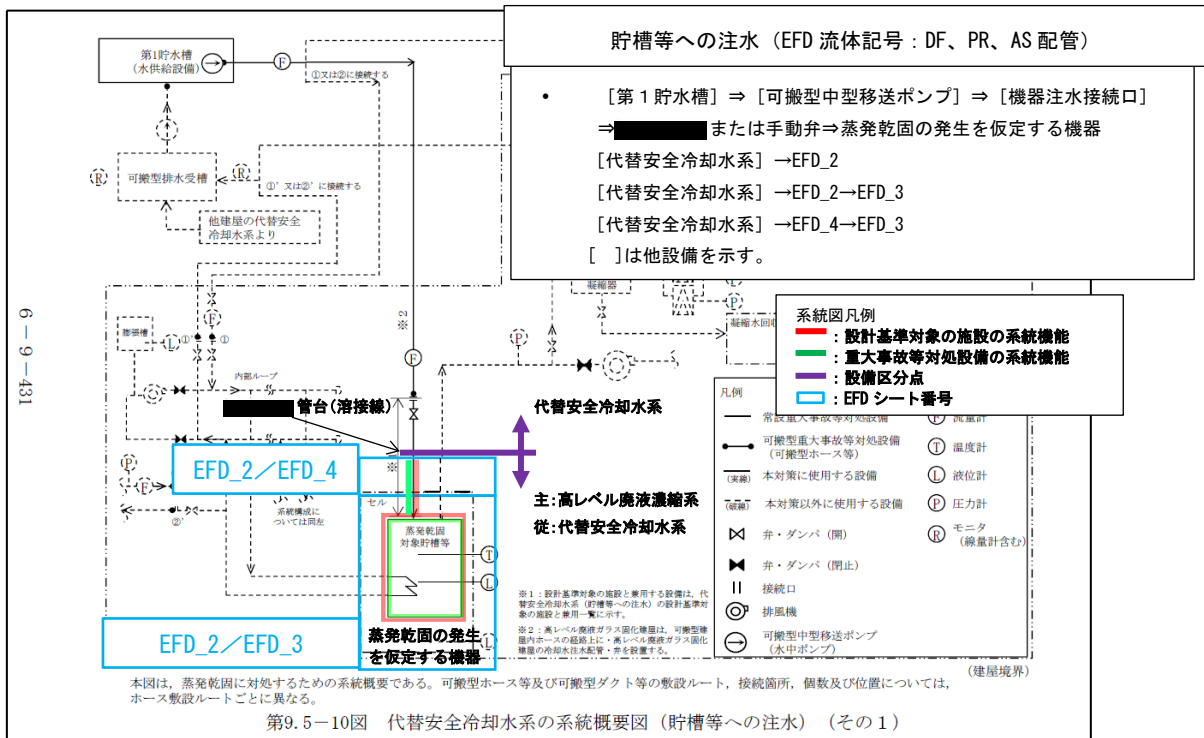 貯槽等への注水（EFD 流体記号：DF、PR、AS 配管）
・ ［第１貯水槽］⇒［可搬型中型移送ポンプ］⇒［機器注水接続口］
⇒ または手動弁⇒蒸発乾固の発生を仮定する機器
［代替安全冷却水系］→EFD_2
［代替安全冷却水系］→EFD_2→EFD_3
［代替安全冷却水系］→EFD_4→EFD_3
［　］は他設備を示す。
第1貯水槽
（水供給設備）
F
①又は②に接続する
F
R
可搬型排水受槽
R
①’又は②’に接続する
他建屋の代替安全
冷却水系より
6－9－431
凝縮器
P
凝縮水回収
系統図凡例
：設計基準対象の施設の系統機能
：重大事故等対処設備の系統機能
：設備区分点
：EFD シート番号
膨張槽
L
①’
①
F
※2
F
P
内部ループ
管台（溶接線）
代替安全冷却水系
EFD_2／EFD_4
P
F
②’
系統構成に
ついては同左
セル
主：高レベル廃液濃縮系
従：代替安全冷却水系
蒸発乾固
対象貯槽等
T
L
EFD_2／EFD_3
蒸発乾固の発生
を仮定する機器
L
※1：設計基準対象の施設と兼用する設備は，代
替安全冷却水系（貯槽等への注水）の設計基準対
象の施設と兼用一覧に示す。
※2：高レベル廃液ガラス固化建屋は，可搬型建
屋内ホースの経路上に・高レベル廃液ガラス固化
建屋の冷却水注水配管・弁を設置する。
凡例
常設重大事故等対処設備
可搬型重大事故等対処設備
（可搬型ホース等）
（実線） 本対策に使用する設備
（破線） 本対策以外に使用する設備
弁・ダンパ（開）
弁・ダンパ（閉止）
接続口
排風機
可搬型中型移送ポンプ
（水中ポンプ）
F 流量計
T 温度計
L 液位計
P 圧力計
R モニタ
（線量計含む）
（建屋境界）
本図は，蒸発乾固に対処するための系統概要である。可搬型ホース等及び可搬型ダクト等の敷設ルート，接続箇所，個数及び位置については，
ホース敷設ルートごとに異なる。
第9.5－10図　代替安全冷却水系の系統概要図（貯槽等への注水）（その１）